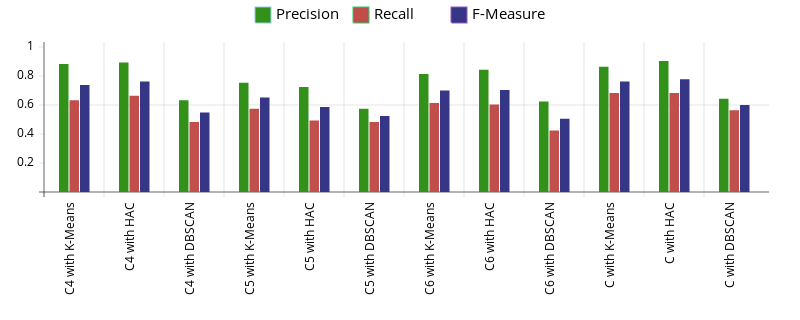 Precision Recall F-Measure
1
0.8
0.6
0.4
0.2
C4 with K-Means
C4 with HAC
C4 with DBSCAN
C5 with K-Means
C5 with HAC
C5 with DBSCAN
C6 with K-Means
C6 with HAC
C6 with DBSCAN
C with K-Means
C with HAC
C with DBSCAN